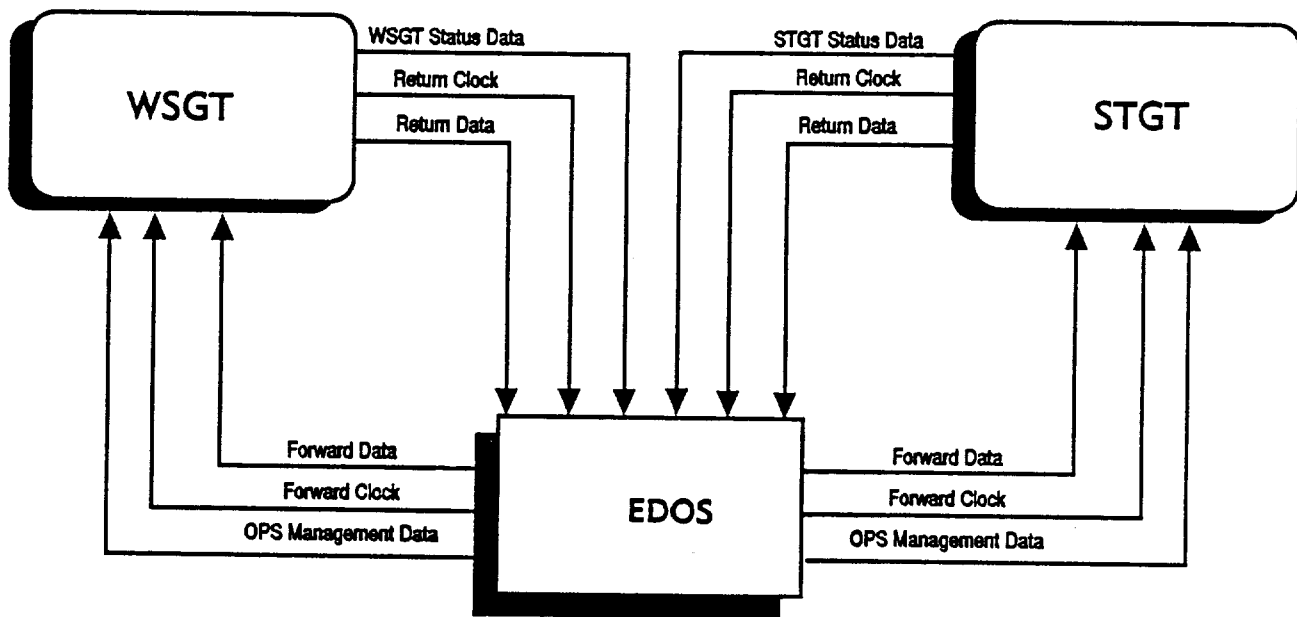 WSGT Status Data
Return Clock
Return Data
WSGT
STGT Status Data
Return Clock
Return Data
STGT
Forward Data
Forward Clock
OPS Management Data
EDOS
Forward Data
Forward Clock
OPS Management Data